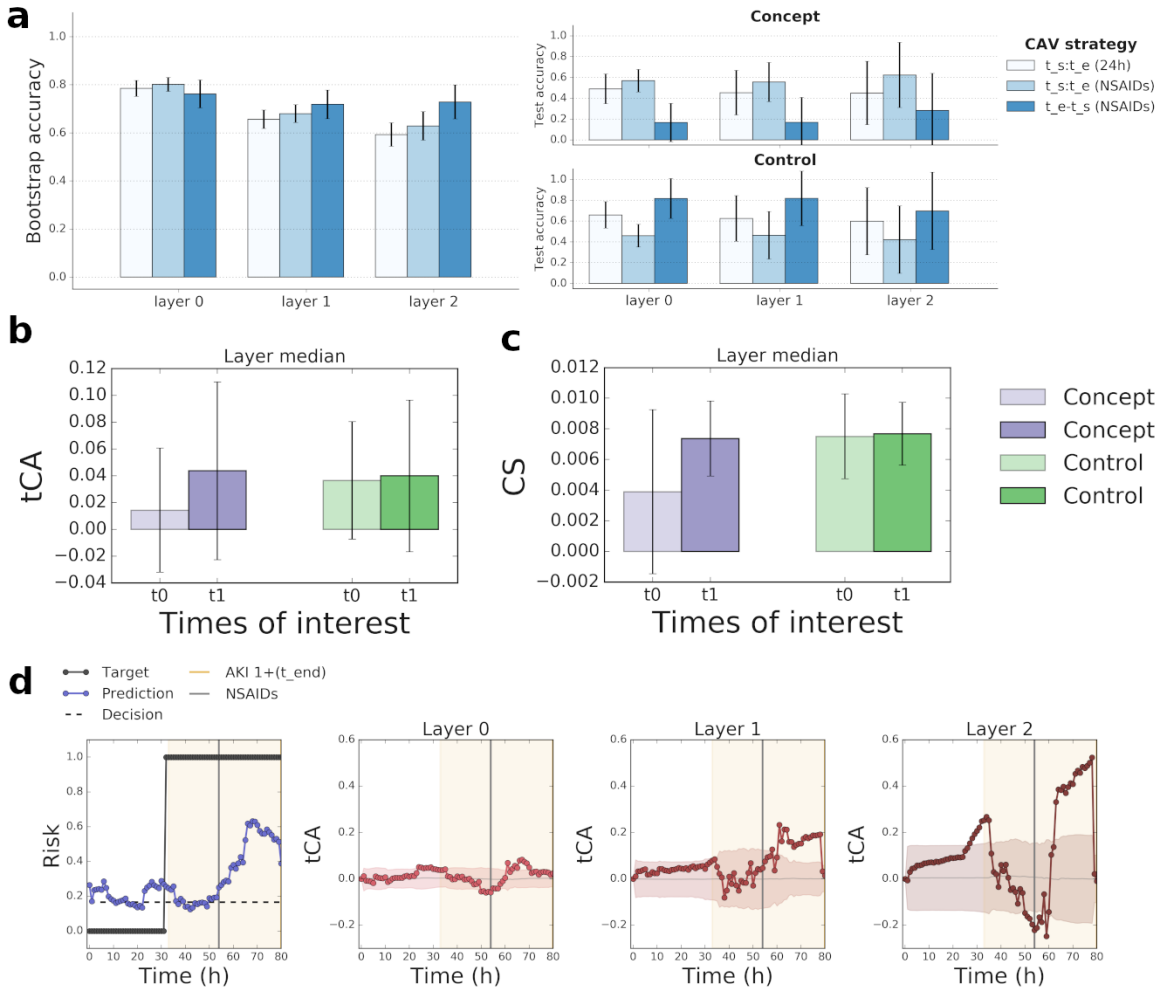 a
Bootstrap accuracy
1.0
0.8
0.6
0.4
0.2
0.0
layer 0 layer 1 layer 2
Concept
Test accuracy
1.0
0.8
0.6
0.4
0.2
0.0
Control
Test accuracy
1.0
0.8
0.6
0.4
0.2
0.0
layer 0 layer 1 layer 2
CAV strategy
t_s:t_e (24h)
t_s:t_e (NSAIDs)
t_e-t_s (NSAIDs)
b
Layer median
tCA
0.12
0.10
0.08
0.06
0.04
0.02
0.00
−0.02
−0.04
t0 t1 t0 t1
Times of interest
c
Layer median
CS
0.012
0.010
0.008
0.006
0.004
0.002
0.000
−0.002
t0 t1 t0 t1
Times of interest
Concept
Concept
Control
Control
d
Target
Prediction
Decision
AKI 1+(t_end)
NSAIDs
Risk
1.0
0.8
0.6
0.4
0.2
0.0
0 10 20 30 40 50 60 70 80
Time (h)
Layer 0
tCA
0.6
0.4
0.2
0.0
−0.2
0 10 20 30 40 50 60 70 80
Time (h)
Layer 1
tCA
0.6
0.4
0.2
0.0
−0.2
0 10 20 30 40 50 60 70 80
Time (h)
Layer 2
tCA
0.6
0.4
0.2
0.0
−0.2
0 10 20 30 40 50 60 70 80
Time (h)